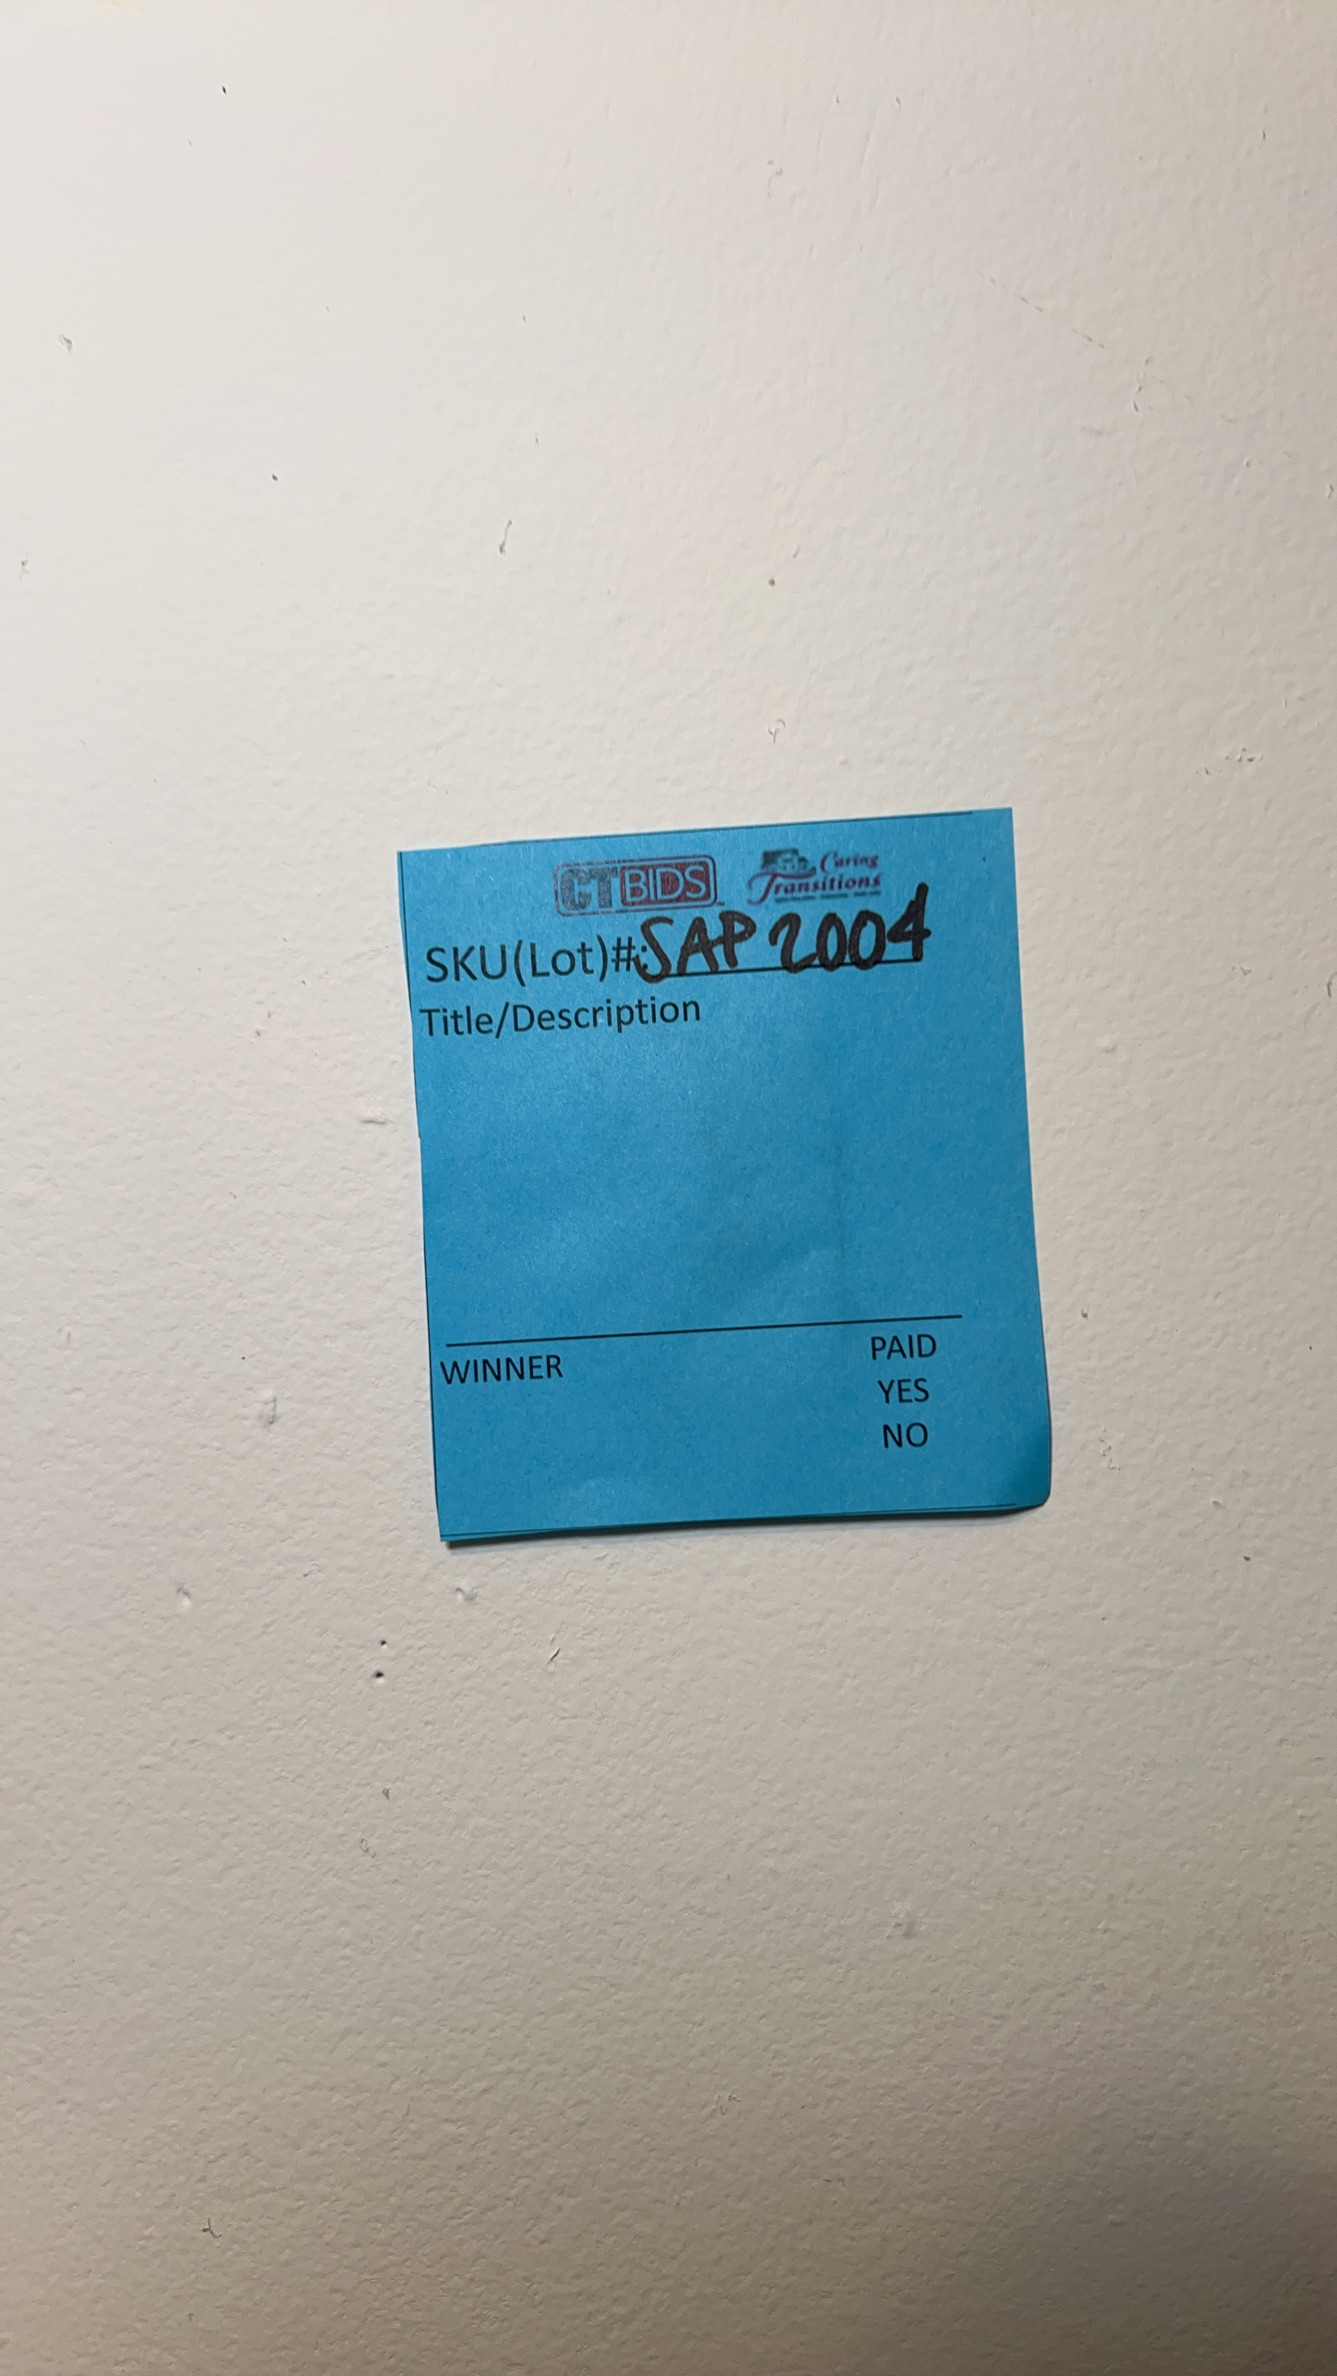 CTBIDS Caring Transitions
SKU(Lot)#: SAP 2004
Title/Description
WINNER PAID
YES
NO